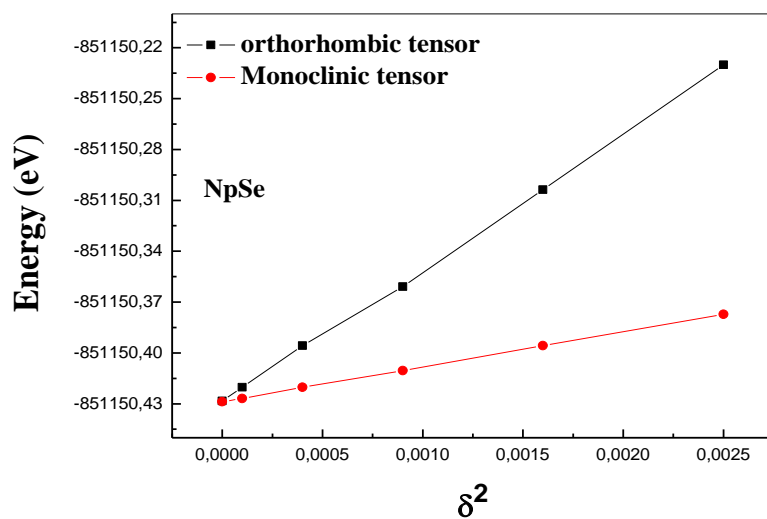 -851150,22
-851150,25
-851150,28
-851150,31
-851150,34
-851150,37
-851150,40
-851150,43
Energy (eV)
orthorhombic tensor
Monoclinic tensor
NpSe
0,0000 0,0005 0,0010 0,0015 0,0020 0,0025
δ²